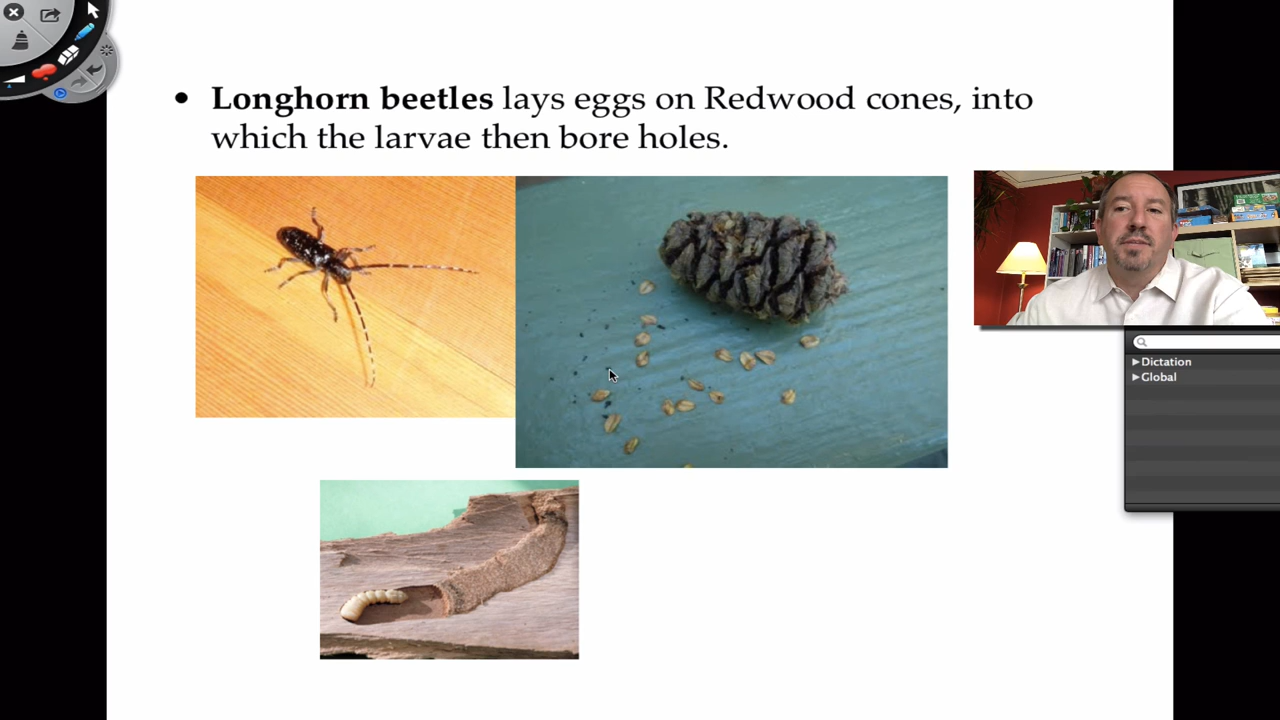 • Longhorn beetles lays eggs on Redwood cones, into
which the larvae then bore holes.
Dictation
Global